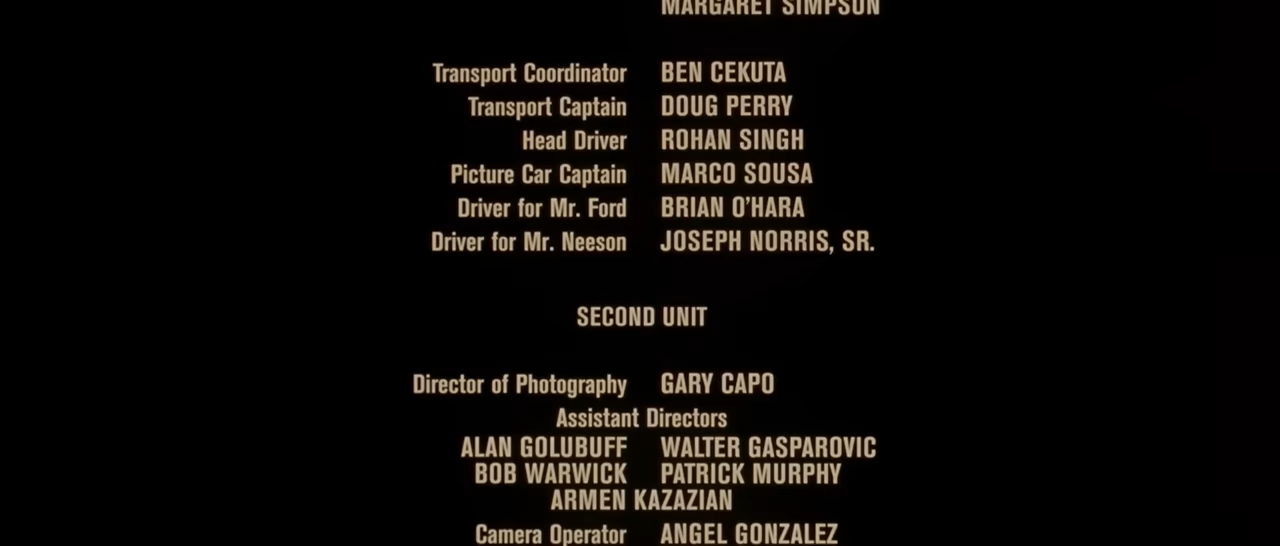 MARGARET SIMPSON
Transport Coordinator BEN CEKUTA
Transport Captain DOUG PERRY
Head Driver ROHAN SINGH
Picture Car Captain MARCO SOUSA
Driver for Mr. Ford BRIAN O'HARA
Driver for Mr. Neeson JOSEPH NORRIS, SR.
SECOND UNIT
Director of Photography GARY CAPO
Assistant Directors
ALAN GOLUBUFF WALTER GASPAROVIC
BOB WARWICK PATRICK MURPHY
ARMEN KAZAZIAN
Camera Operator ANGEL GONZALEZ